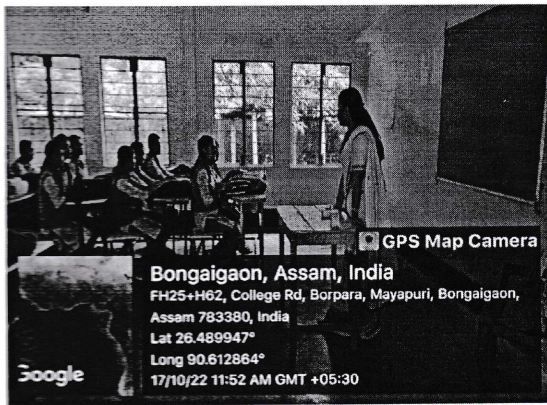 GPS Map Camera
Bongaigaon, Assam, India
FH25+H62, College Rd, Borpara, Mayapuri, Bongaigaon,
Assam 783380, India
Lat 26.489947°
Long 90.612864°
17/10/22 11:52 AM GMT +05:30
Google